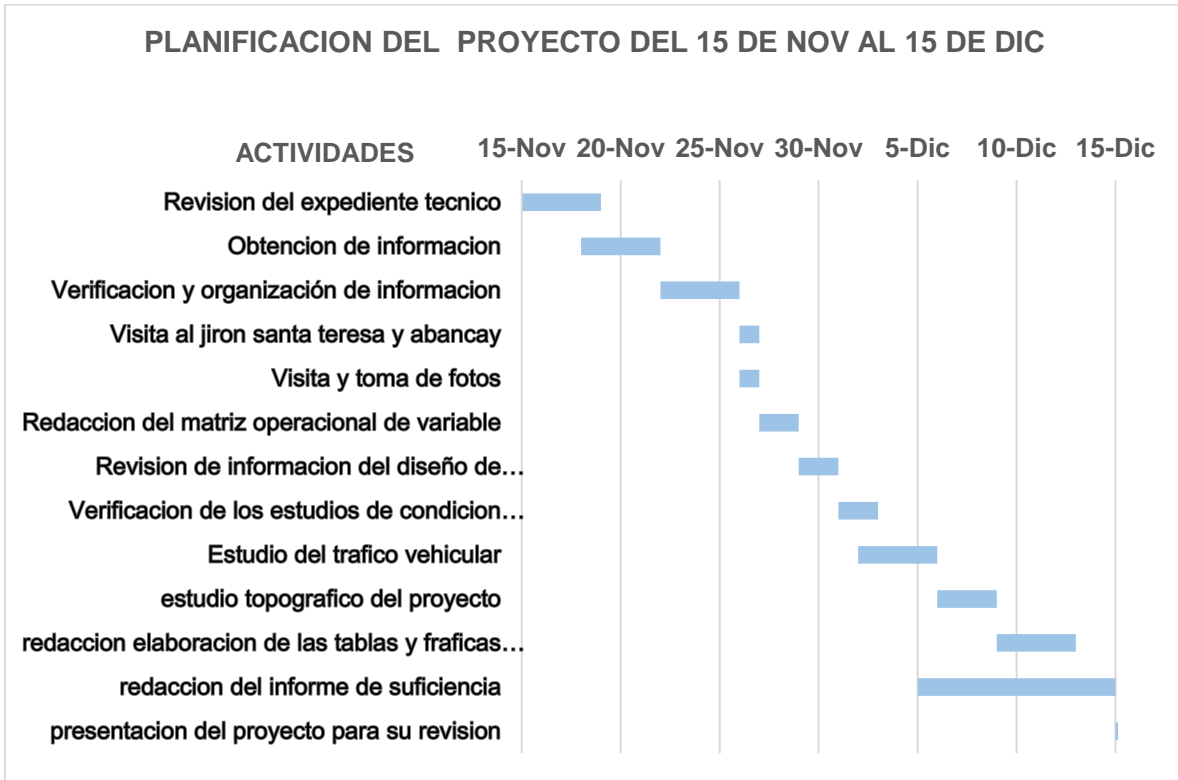 PLANIFICACION DEL PROYECTO DEL 15 DE NOV AL 15 DE DIC
ACTIVIDADES 15-Nov 20-Nov 25-Nov 30-Nov 5-Dic 10-Dic 15-Dic
Revision del expediente tecnico
Obtencion de informacion
Verificacion y organización de informacion
Visita al jiron santa teresa y abancay
Visita y toma de fotos
Redaccion del matriz operacional de variable
Revision de informacion del diseño de…
Verificacion de los estudios de condicion…
Estudio del trafico vehicular
estudio topografico del proyecto
redaccion elaboracion de las tablas y fraficas…
redaccion del informe de suficiencia
presentacion del proyecto para su revision